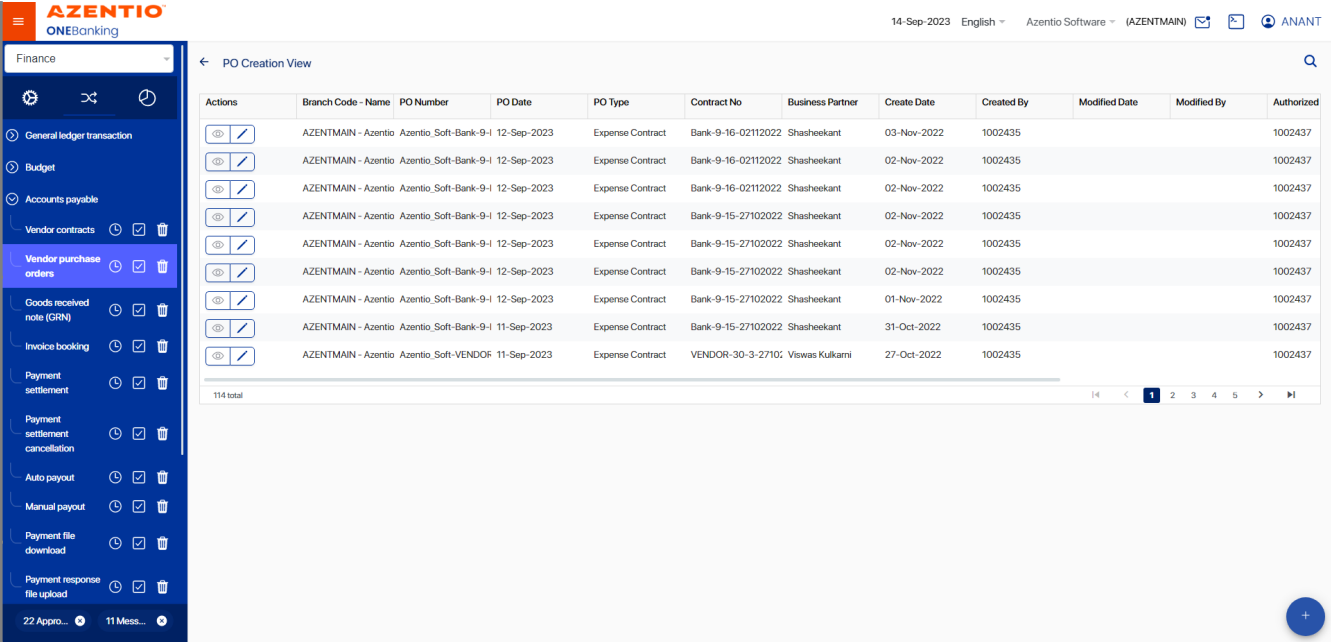 AZENTIO
ONEBanking
14-Sep-2023 English Azentio Software (AZENTMAIN) ANANT
Finance
General ledger transaction
Budget
Accounts payable
Vendor contracts
Vendor purchase
orders
Goods received
note (GRN)
Invoice booking
Payment
settlement
Payment
settlement
cancellation
Auto payout
Manual payout
Payment file
download
Payment response
file upload
22 Appro... 11 Mess...
PO Creation View
Actions Branch Code - Name PO Number PO Date PO Type Contract No Business Partner Create Date Created By Modified Date Modified By Authorized
AZENTMAIN - Azentio Azentio_Soft-Bank-9-I 12-Sep-2023 Expense Contract Bank-9-16-02112022 Shasheekant 03-Nov-2022 1002435 1002437
AZENTMAIN - Azentio Azentio_Soft-Bank-9-I 12-Sep-2023 Expense Contract Bank-9-16-02112022 Shasheekant 02-Nov-2022 1002435 1002437
AZENTMAIN - Azentio Azentio_Soft-Bank-9-I 12-Sep-2023 Expense Contract Bank-9-16-02112022 Shasheekant 02-Nov-2022 1002435 1002437
AZENTMAIN - Azentio Azentio_Soft-Bank-9-I 12-Sep-2023 Expense Contract Bank-9-15-27102022 Shasheekant 02-Nov-2022 1002435 1002437
AZENTMAIN - Azentio Azentio_Soft-Bank-9-I 12-Sep-2023 Expense Contract Bank-9-15-27102022 Shasheekant 02-Nov-2022 1002435 1002437
AZENTMAIN - Azentio Azentio_Soft-Bank-9-I 12-Sep-2023 Expense Contract Bank-9-15-27102022 Shasheekant 02-Nov-2022 1002435 1002437
AZENTMAIN - Azentio Azentio_Soft-Bank-9-I 12-Sep-2023 Expense Contract Bank-9-15-27102022 Shasheekant 01-Nov-2022 1002435 1002437
AZENTMAIN - Azentio Azentio_Soft-Bank-9-I 11-Sep-2023 Expense Contract Bank-9-15-27102022 Shasheekant 31-Oct-2022 1002435 1002437
AZENTMAIN - Azentio Azentio_Soft-VENDOR 11-Sep-2023 Expense Contract VENDOR-30-3-2710 Viswas Kulkarni 27-Oct-2022 1002435 1002437
114 total 1 2 3 4 5